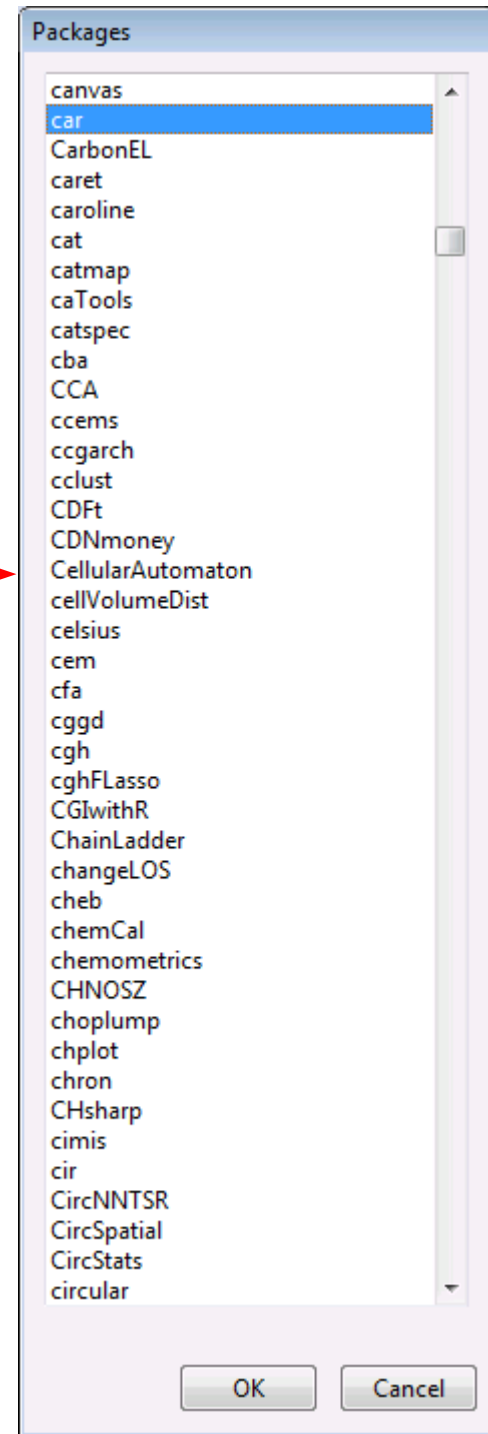 Packages
canvas
car
CarbonEL
caret
caroline
cat
catmap
caTools
catspec
cba
CCA
ccems
ccgarch
cclust
CDFt
CDNmoney
CellularAutomaton
cellVolumeDist
celsius
cem
cfa
cggd
cgh
cghFLasso
CGIwithR
ChainLadder
changeLOS
cheb
chemCal
chemometrics
CHNOSZ
choplump
chplot
chron
CHsharp
cimis
cir
CircNNTSR
CircSpatial
CircStats
circular
OK Cancel